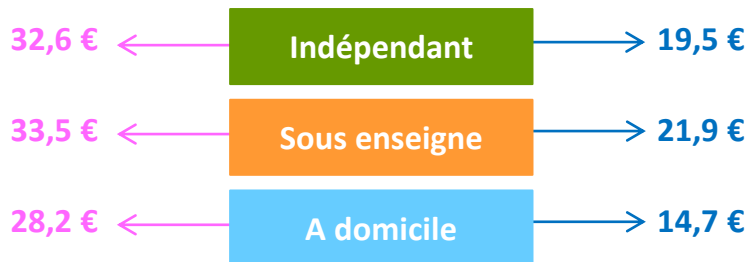 32,6 € Indépendant 19,5 €
33,5 € Sous enseigne 21,9 €
28,2 € A domicile 14,7 €